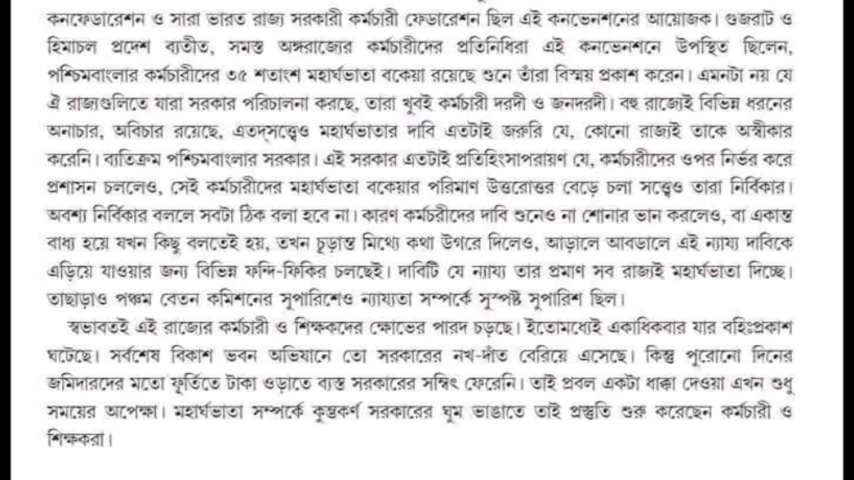 কনফেডারেশন ও সারা ভারত রাজ্য সরকারী কর্মচারী ফেডারেশন ছিল এই কনভেনশনের আয়োজক। গুজরাট ও
হিমাচল প্রদেশ ব্যতীত, সমস্ত অঙ্গরাজ্যের কর্মচারীদের প্রতিনিধিরা এই কনভেনশনে উপস্থিত ছিলেন,
পশ্চিমবাংলার কর্মচারীদের ৩৫ শতাংশ মহার্ঘভাতা বকেয়া রয়েছে শুনে তাঁরা বিস্ময় প্রকাশ করেন। এমনটা নয় যে
ঐ রাজ্যগুলিতে যারা সরকার পরিচালনা করছে, তারা খুবই কর্মচারী দরদী ও জনদরদী। বহু রাজ্যেই বিভিন্ন ধরনের
অনাচার, অবিচার রয়েছে, এতদ্‌সত্ত্বেও মহার্ঘভাতার দাবি এতটাই জরুরি যে, কোনো রাজ্যই তাকে অস্বীকার
করেনি। ব্যতিক্রম পশ্চিমবাংলার সরকার। এই সরকার এতটাই প্রতিহিংসাপরায়ণ যে, কর্মচারীদের ওপর নির্ভর করে
প্রশাসন চললেও, সেই কর্মচারীদের মহার্ঘভাতা বকেয়ার পরিমাণ উত্তরোত্তর বেড়ে চলা সত্ত্বেও তারা নির্বিকার।
অবশ্য নির্বিকার বললে সবটা ঠিক বলা হবে না। কারণ কর্মচরীদের দাবি শুনেও না শোনার ভান করলেও, বা একান্ত
বাধ্য হয়ে যখন কিছু বলতেই হয়, তখন চূড়ান্ত মিথ্যে কথা উগরে দিলেও, আড়ালে আবডালে এই ন্যায্য দাবিকে
এড়িয়ে যাওয়ার জন্য বিভিন্ন ফন্দি-ফিকির চলছেই। দাবিটি যে ন্যায্য তার প্রমাণ সব রাজ্যই মহার্ঘভাতা দিচ্ছে।
তাছাড়াও পঞ্চম বেতন কমিশনের সুপারিশেও ন্যায্যতা সম্পর্কে সুস্পষ্ট সুপারিশ ছিল।
স্বভাবতই এই রাজ্যের কর্মচারী ও শিক্ষকদের ক্ষোভের পারদ চড়ছে। ইতোমধ্যেই একাধিকবার যার বহিঃপ্রকাশ
ঘটেছে। সর্বশেষ বিকাশ ভবন অভিযানে তো সরকারের নখ-দাঁত বেরিয়ে এসেছে। কিন্তু পুরোনো দিনের
জমিদারদের মতো ফূর্তিতে টাকা ওড়াতে ব্যস্ত সরকারের সম্বিৎ ফেরেনি। তাই প্রবল একটা ধাক্কা দেওয়া এখন শুধু
সময়ের অপেক্ষা। মহার্ঘভাতা সম্পর্কে কুম্ভকর্ণ সরকারের ঘুম ভাঙাতে তাই প্রস্তুতি শুরু করেছেন কর্মচারী ও
শিক্ষকরা।